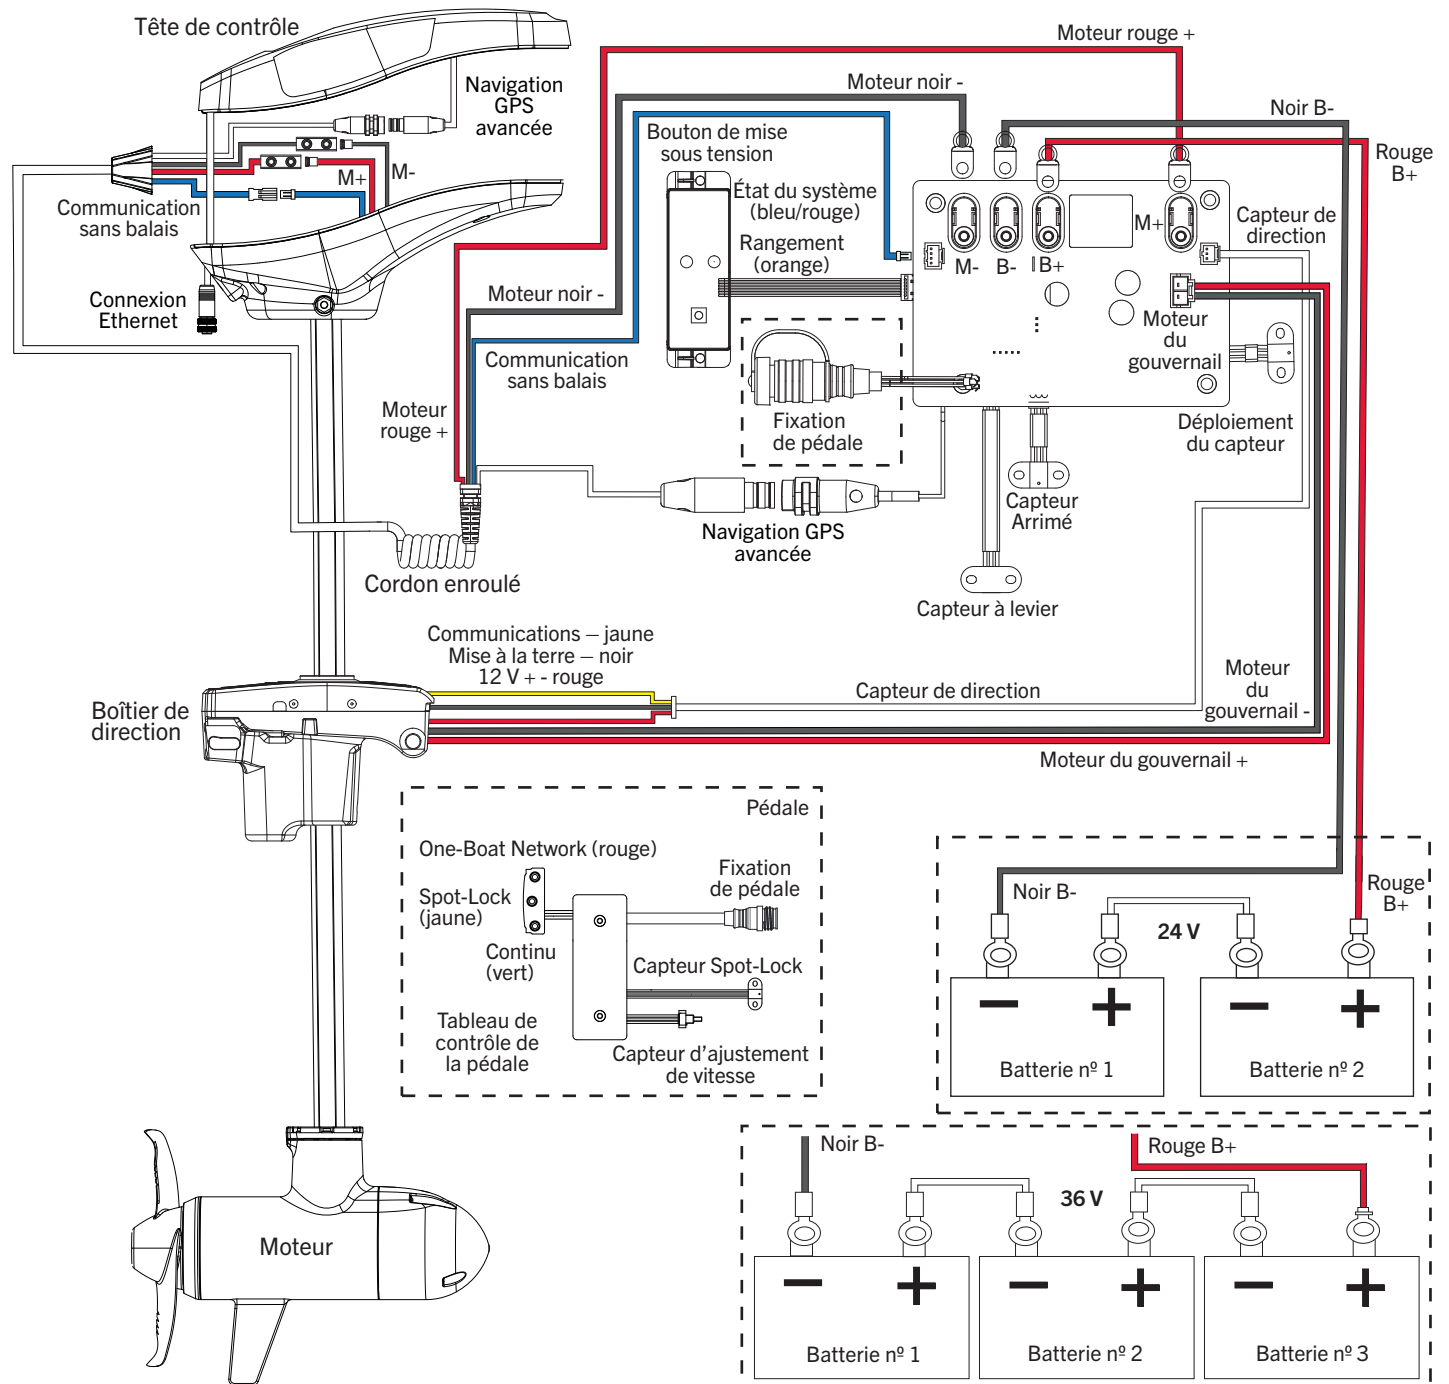 Tête de contrôle
Moteur rouge +
Navigation
GPS
avancée
Moteur noir -
Noir B-
Bouton de mise
sous tension
Rouge
B+
M+
M-
État du système
(bleu/rouge)
Communication
sans balais
Capteur de
direction
M+
Rangement
(orange)
M-
B-
B+
Connexion
Ethernet
Moteur noir -
Moteur
du
gouvernail
Communication
sans balais
Moteur
rouge +
Fixation
de pédale
Déploiement
du capteur
Capteur
Arrimé
Navigation GPS
avancée
Cordon enroulé
Capteur à levier
Communications – jaune
Mise à la terre – noir
12 V + - rouge
Capteur de direction
Moteur
du
gouvernail -
Boîtier de
direction
Moteur du gouvernail +
Pédale
One-Boat Network (rouge)
Fixation
de pédale
Spot-Lock
(jaune)
Continu
(vert)
Capteur Spot-Lock
Tableau de
contrôle de
la pédale
Capteur d'ajustement
de vitesse
Noir B-
24 V
Rouge
B+
Batterie nº 1
Batterie nº 2
Noir B-
Rouge B+
36 V
Moteur
Batterie nº 1
Batterie nº 2
Batterie nº 3